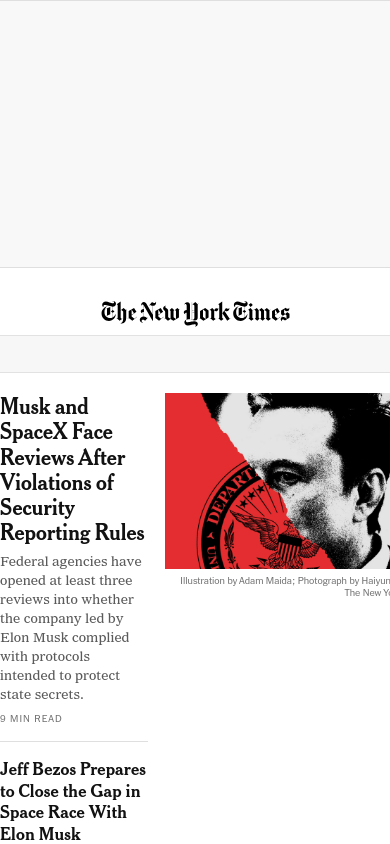 The New York Times
Musk and
SpaceX Face
Reviews After
Violations of
Security
Reporting Rules
Federal agencies have
opened at least three
reviews into whether
the company led by
Elon Musk complied
with protocols
intended to protect
state secrets.
9 MIN READ
DEPART
UN
Illustration by Adam Maida; Photograph by Haiyun
The New Yo
Jeff Bezos Prepares
to Close the Gap in
Space Race With
Elon Musk